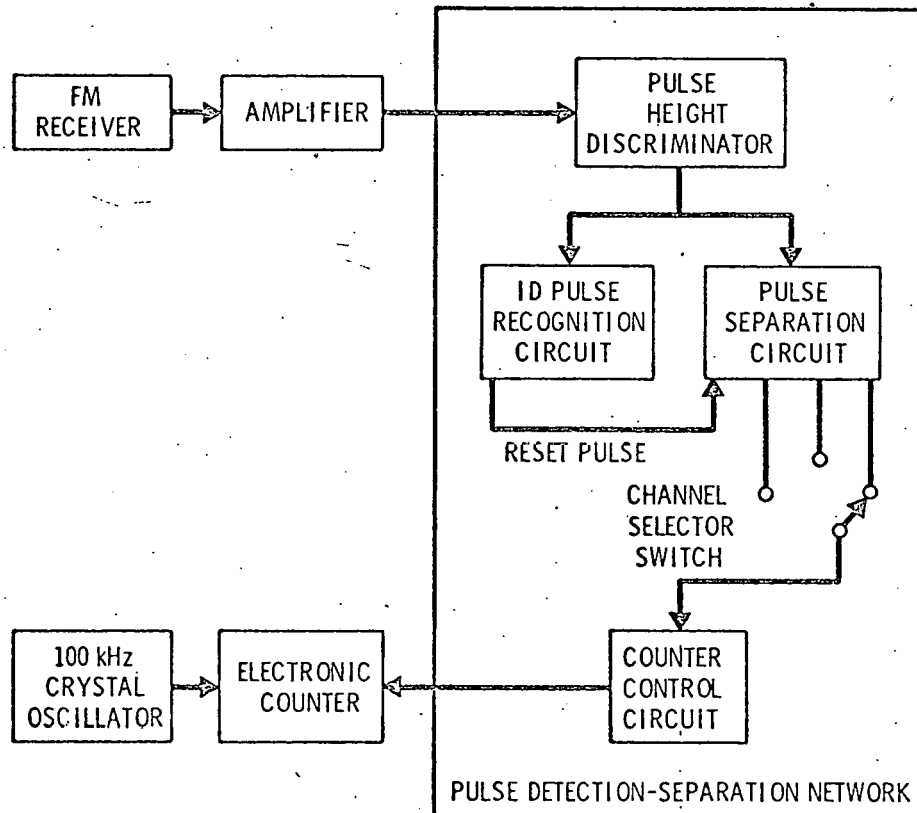 FM
RECEIVER
AMPLIFIER
PULSE
HEIGHT
DISCRIMINATOR
ID PULSE
RECOGNITION
CIRCUIT
PULSE
SEPARATION
CIRCUIT
RESET PULSE
CHANNEL
SELECTOR
SWITCH
100 kHz
CRYSTAL
OSCILLATOR
ELECTRONIC
COUNTER
COUNTER
CONTROL
CIRCUIT
PULSE DETECTION-SEPARATION NETWORK